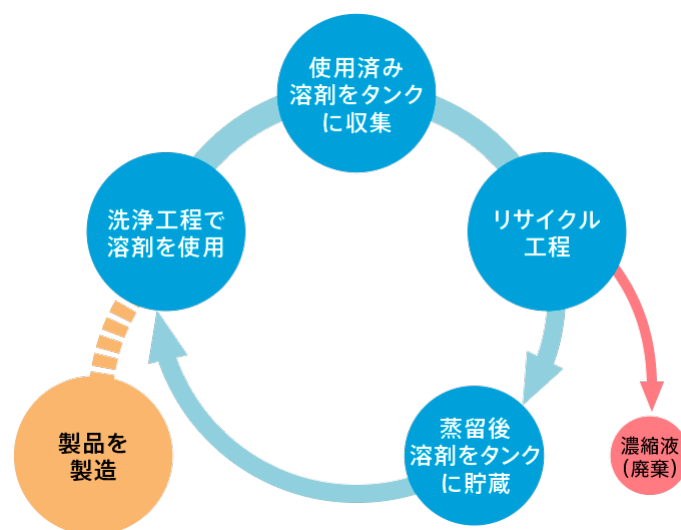 使用済み
溶剤をタンク
に収集
洗浄工程で
溶剤を使用
リサイクル
工程
製品を
製造
蒸留後
溶剤をタンク
に貯蔵
濃縮液
(廃棄)